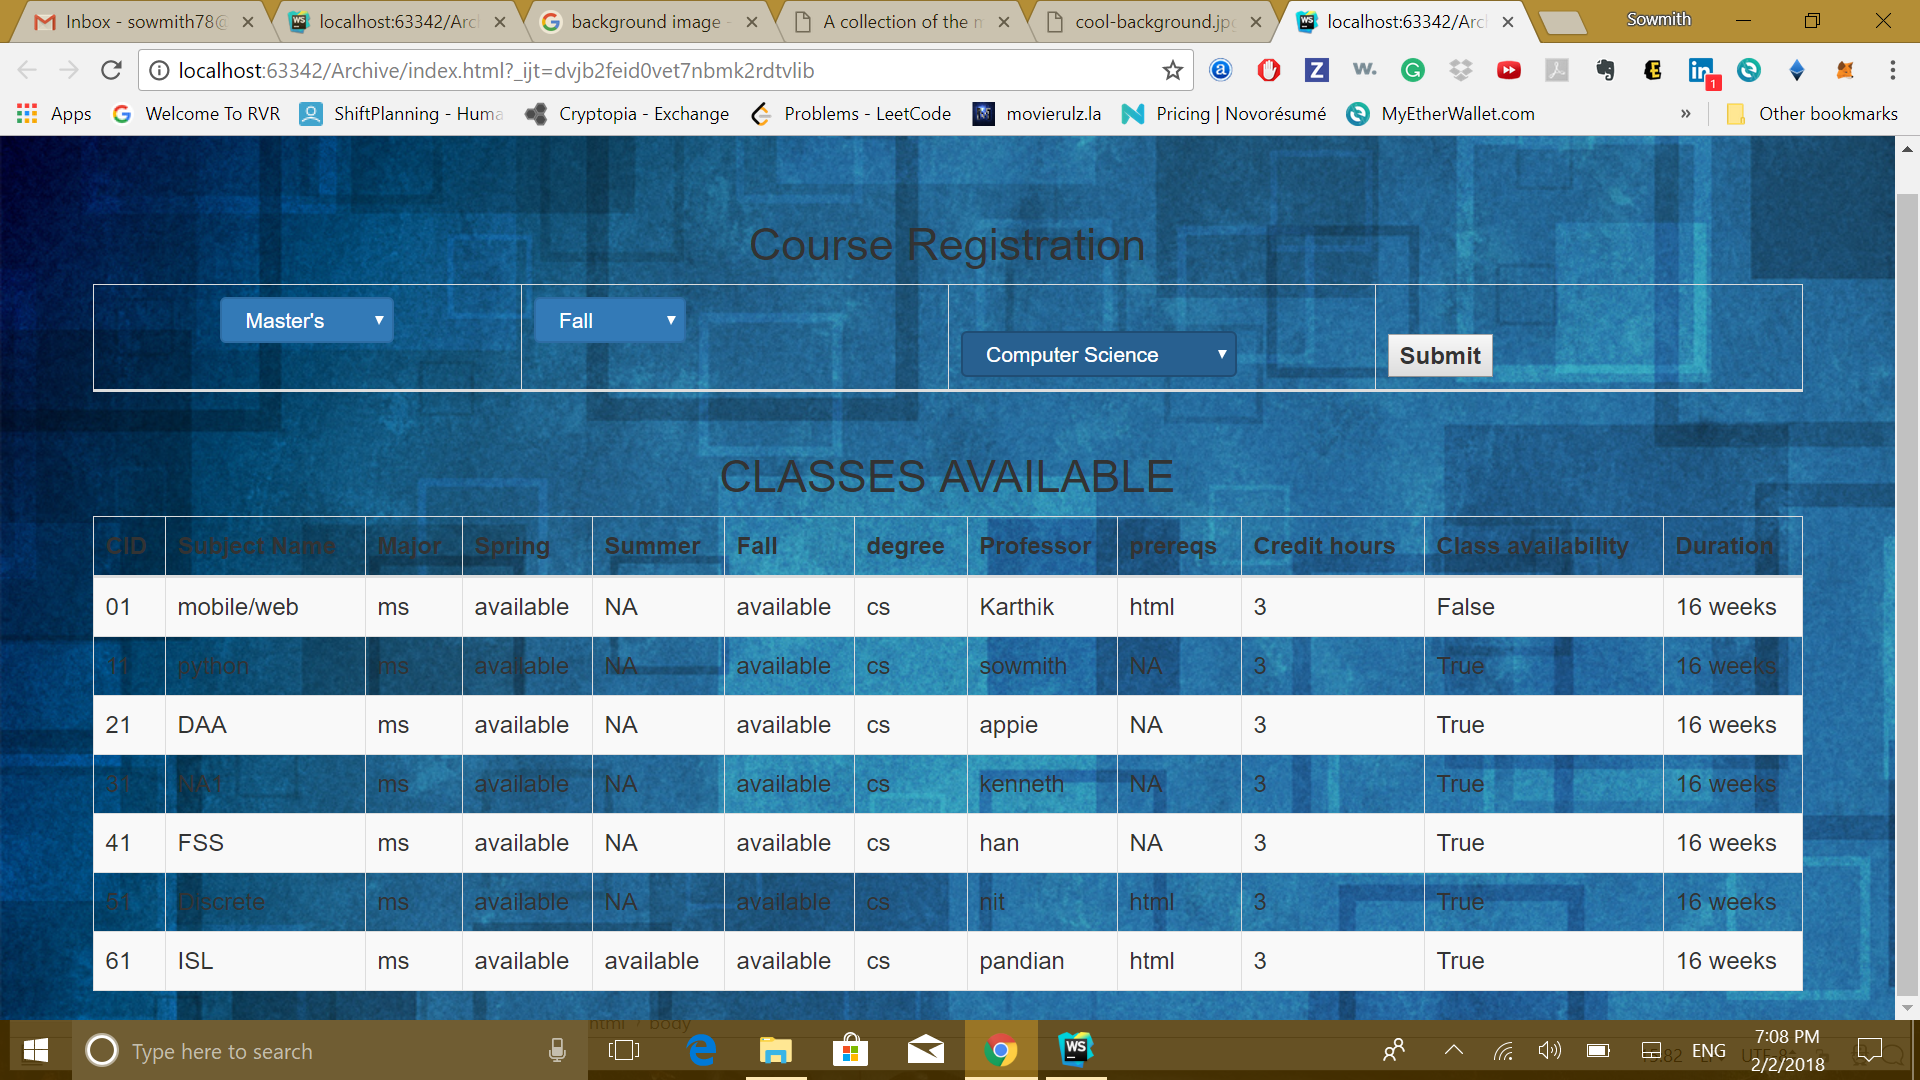 Inbox - sowmith78@
localhost:63342/Arc
background image -
A collection of the m
cool-background.jpg
localhost:63342/Arc
Sowmith
localhost:63342/Archive/index.html?_ijt=dvjb2feid0vet7nbmk2rdtvlib
1
Apps
Welcome To RVR
ShiftPlanning - Huma
Cryptopia - Exchange
Problems - LeetCode
movierulz.la
Pricing | Novorésumé
MyEtherWallet.com
»
Other bookmarks
Course Registration
Master's
Fall
Computer Science
Submit
CLASSES AVAILABLE
CID Subject Name Major Spring Summer Fall degree Professor prereqs Credit hours Class availability Duration
01 mobile/web ms available NA available cs Karthik html 3 False 16 weeks
11 python ms available NA available cs sowmith NA 3 True 16 weeks
21 DAA ms available NA available cs appie NA 3 True 16 weeks
31 NA1 ms available NA available cs kenneth NA 3 True 16 weeks
41 FSS ms available NA available cs han NA 3 True 16 weeks
51 Discrete ms available NA available cs nit html 3 True 16 weeks
61 ISL ms available available available cs pandian html 3 True 16 weeks
html › body
Type here to search
WS
ENG
7:08 PM
2/2/2018